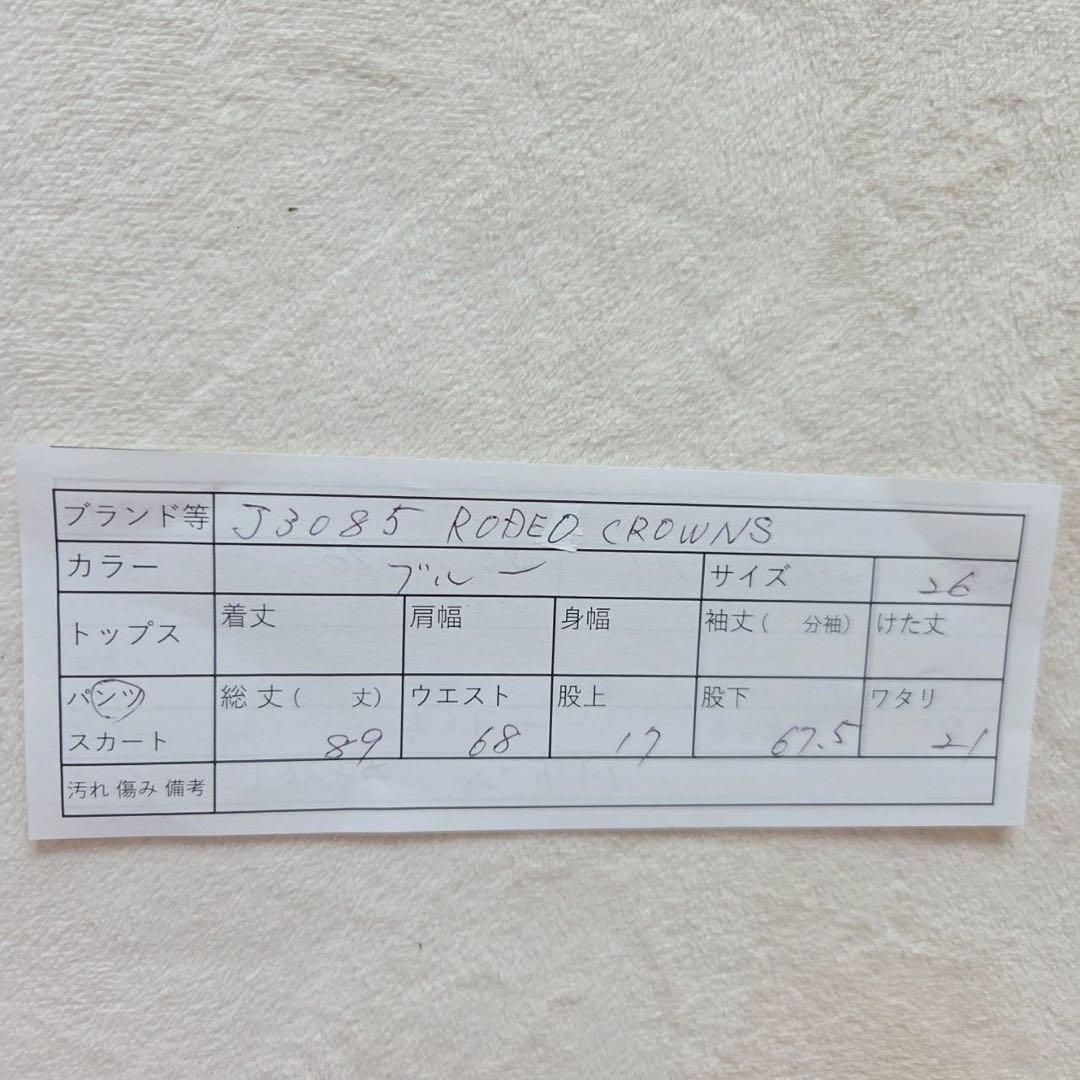 ブランド等 J3085 RODEO CROWNS
カラー ブルー サイズ 26
トップス 着丈 肩幅 身幅 袖丈( 分袖) けた丈
パンツ 総丈( 丈) ウエスト 股上 股下 ワタリ
スカート 89 68 17 67.5 21
汚れ 傷み 備考